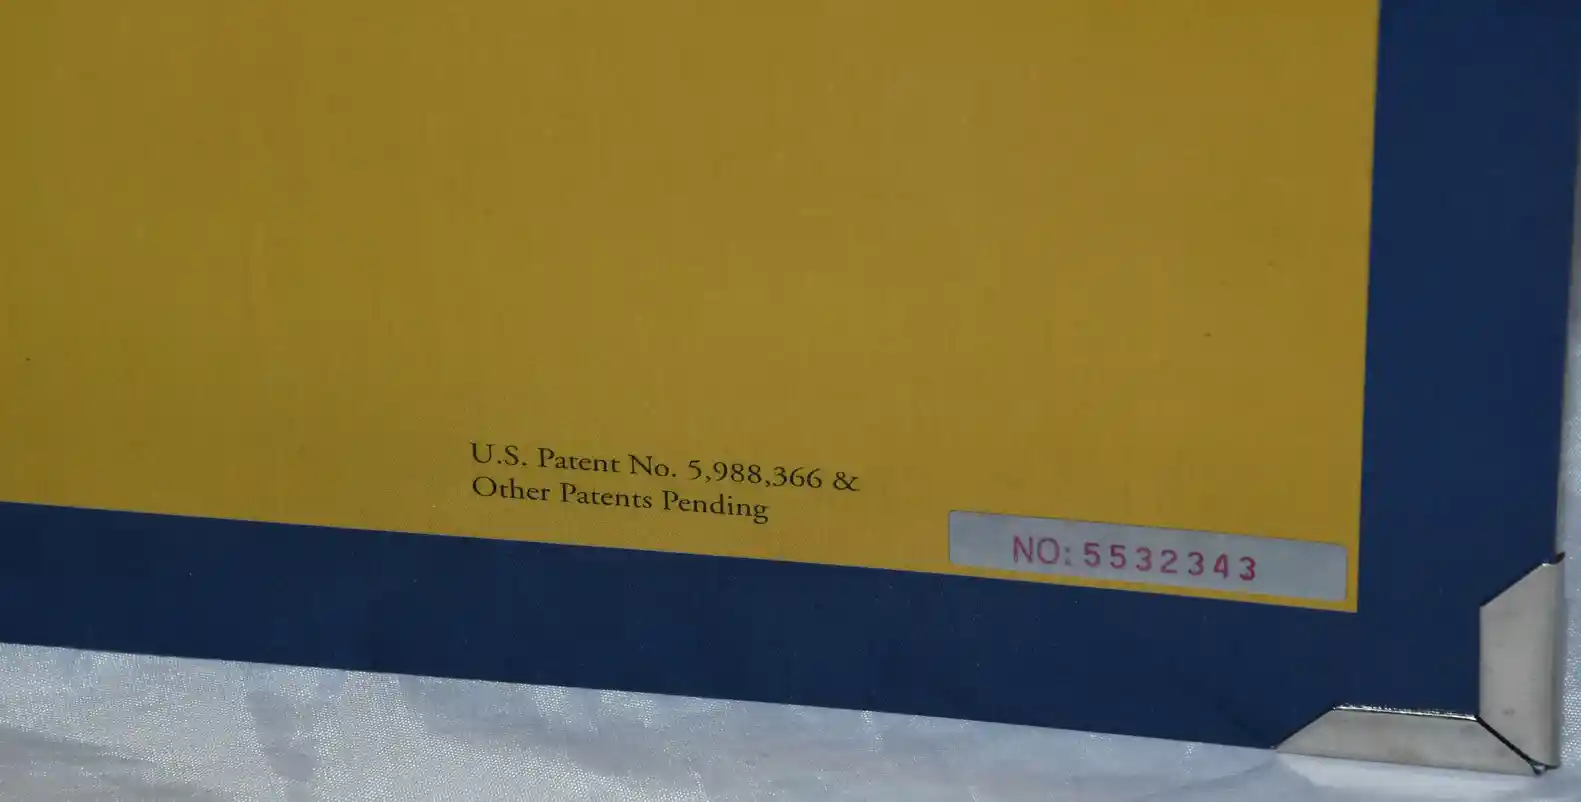 U.S. Patent No. 5,988,366 &
Other Patents Pending
NO: 5532343